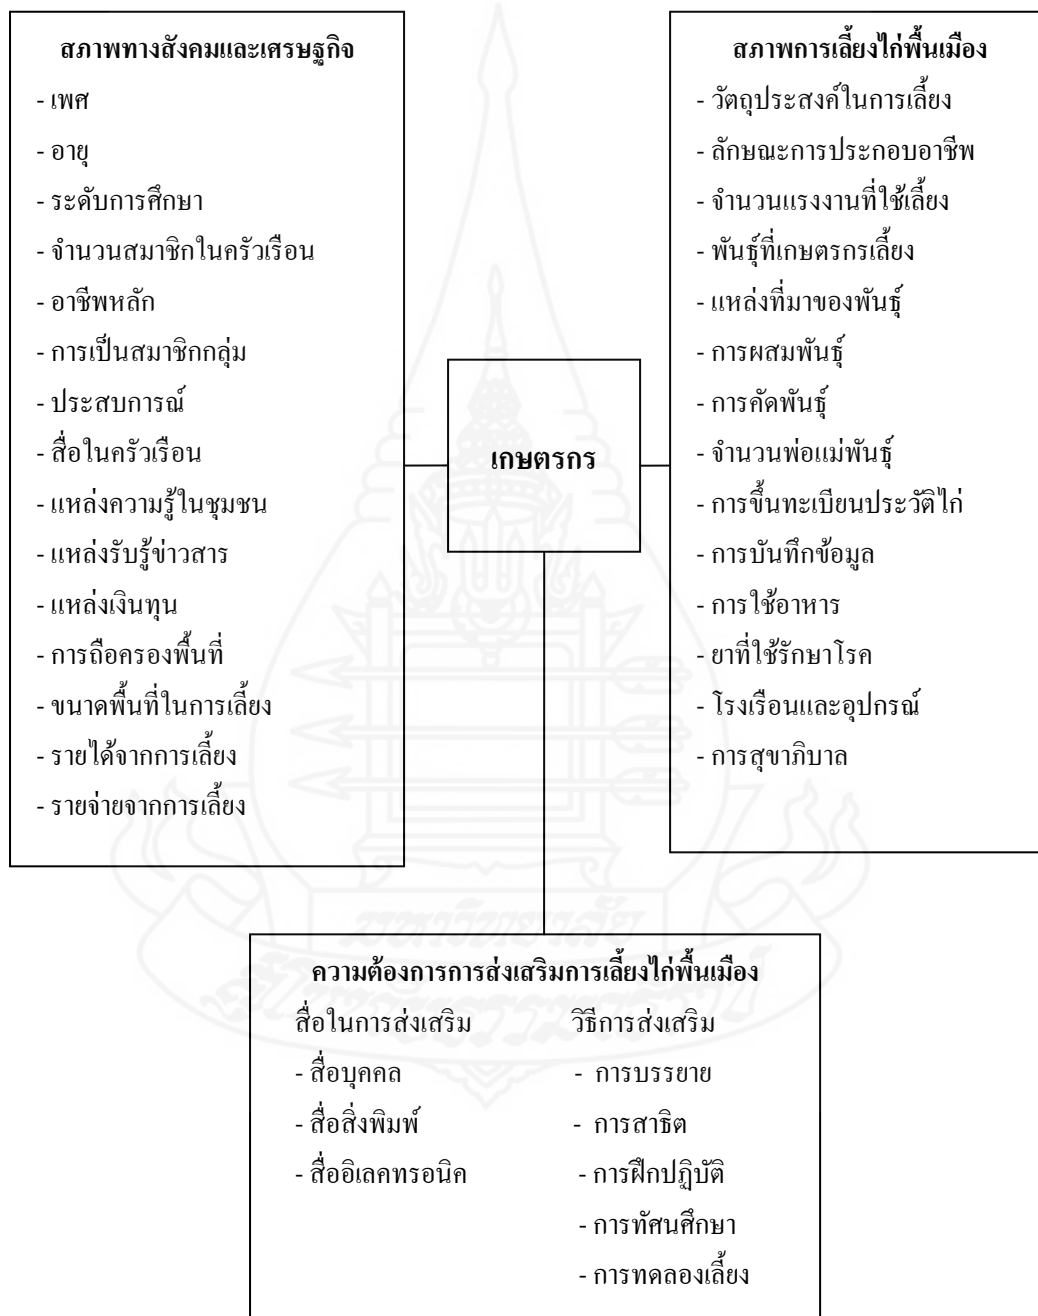 สภาพทางสังคมและเศรษฐกิจ
- เพศ
- อายุ
- ระดับการศึกษา
- จำนวนสมาชิกในครัวเรือน
- อาชีพหลัก
- การเป็นสมาชิกกลุ่ม
- ประสบการณ์
- สื่อในครัวเรือน
- แหล่งความรู้ในชุมชน
- แหล่งรับรู้ข่าวสาร
- แหล่งเงินทุน
- การถือครองพื้นที่
- ขนาดพื้นที่ในการเลี้ยง
- รายได้จากการเลี้ยง
- รายจ่ายจากการเลี้ยง
เกษตรกร
สภาพการเลี้ยงไก่พื้นเมือง
- วัตถุประสงค์ในการเลี้ยง
- ลักษณะการประกอบอาชีพ
- จำนวนแรงงานที่ใช้เลี้ยง
- พันธุ์ที่เกษตรกรเลี้ยง
- แหล่งที่มาของพันธุ์
- การผสมพันธุ์
- การคัดพันธุ์
- จำนวนพ่อแม่พันธุ์
- การขึ้นทะเบียนประวัติไก่
- การบันทึกข้อมูล
- การใช้อาหาร
- ยาที่ใช้รักษาโรค
- โรงเรือนและอุปกรณ์
- การสุขาภิบาล
มหาวิทยาลัย
สุโขทัยธรรมาธิราช
ความต้องการการส่งเสริมการเลี้ยงไก่พื้นเมือง
สื่อในการส่งเสริม
- สื่อบุคคล
- สื่อสิ่งพิมพ์
- สื่ออิเลคทรอนิค
วิธีการส่งเสริม
- การบรรยาย
- การสาธิต
- การฝึกปฏิบัติ
- การทัศนศึกษา
- การทดลองเลี้ยง